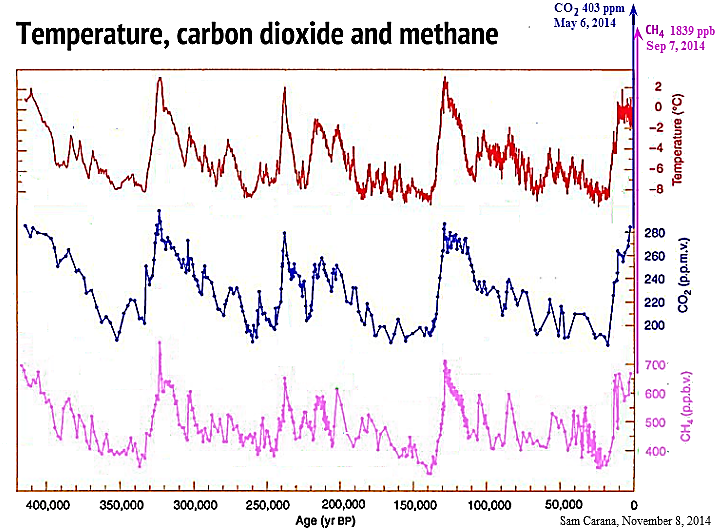 CO2 403 ppm
May 6, 2014
CH4 1839 ppb
Sep 7, 2014
Temperature, carbon dioxide and methane
2
0
−2
−4
−6
−8
Temperature (°C)
280
260
240
220
200
CO2 (p.p.m.v.)
700
600
500
400
CH4 (p.p.b.v.)
400,000 350,000 300,000 250,000 200,000 150,000 100,000 50,000 0
Age (yr BP)
Sam Carana, November 8, 2014